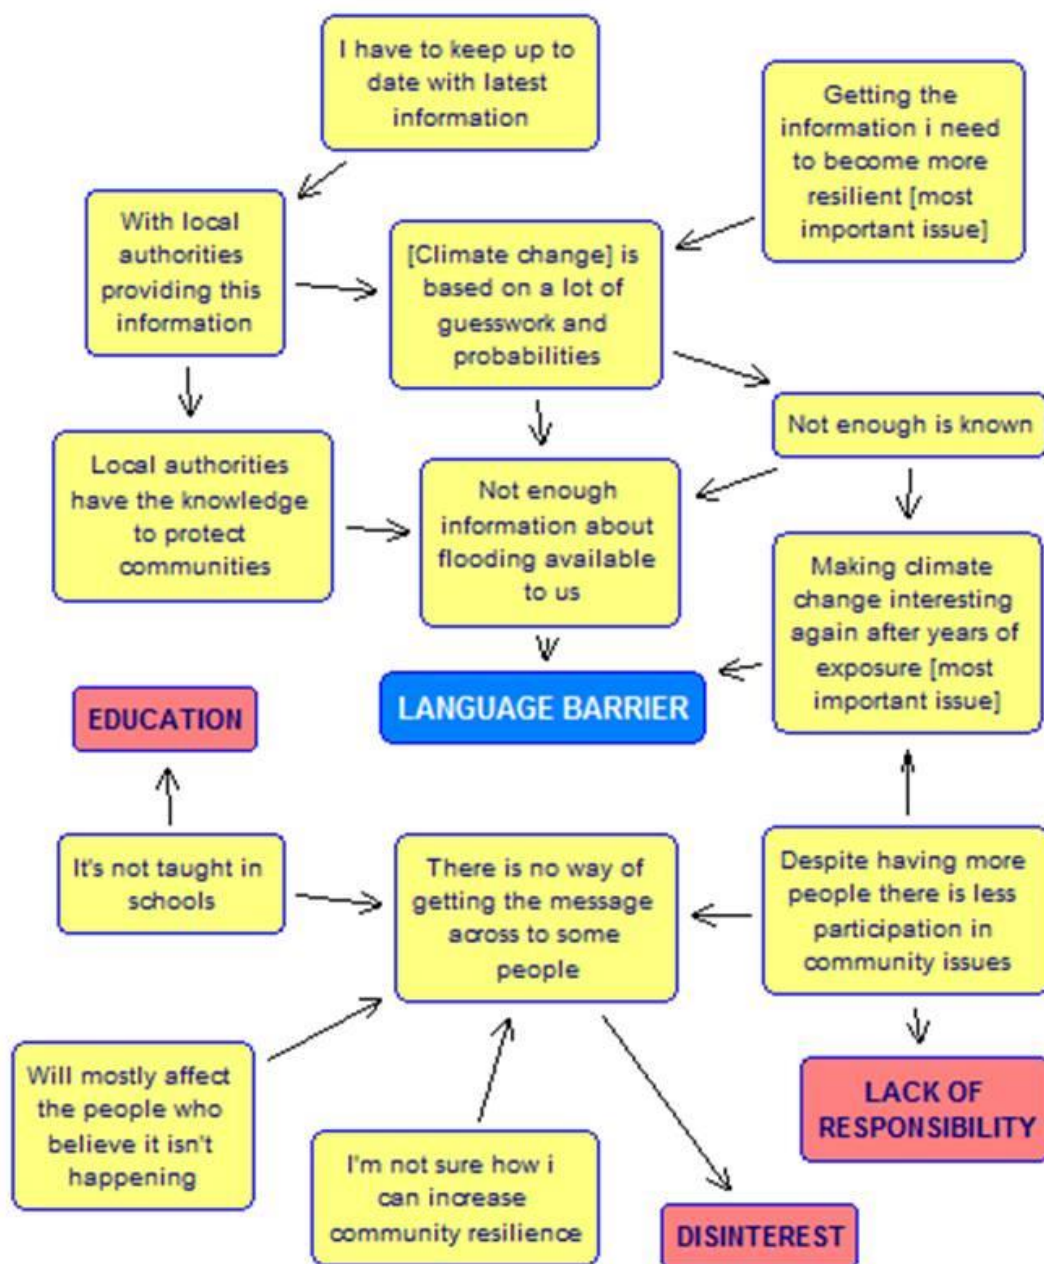 I have to keep up to
date with latest
information
Getting the
information i need
to become more
resilient [most
important issue]
With local
authorities
providing this
information
[Climate change] is
based on a lot of
guesswork and
probabilities
Not enough is known
Local authorities
have the knowledge
to protect
communities
Not enough
information about
flooding available
to us
Making climate
change interesting
again after years of
exposure [most
important issue]
EDUCATION
LANGUAGE BARRIER
It's not taught in
schools
There is no way of
getting the message
across to some
people
Despite having more
people there is less
participation in
community issues
Will mostly affect
the people who
believe it isn't
happening
I'm not sure how i
can increase
community resilience
LACK OF
RESPONSIBILITY
DISINTEREST